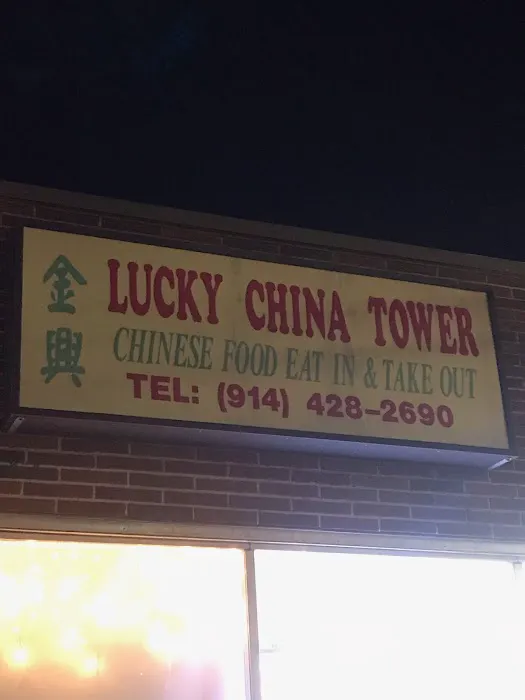 金興
LUCKY CHINA TOWER
CHINESE FOOD EAT IN & TAKE OUT
TEL: (914) 428-2690